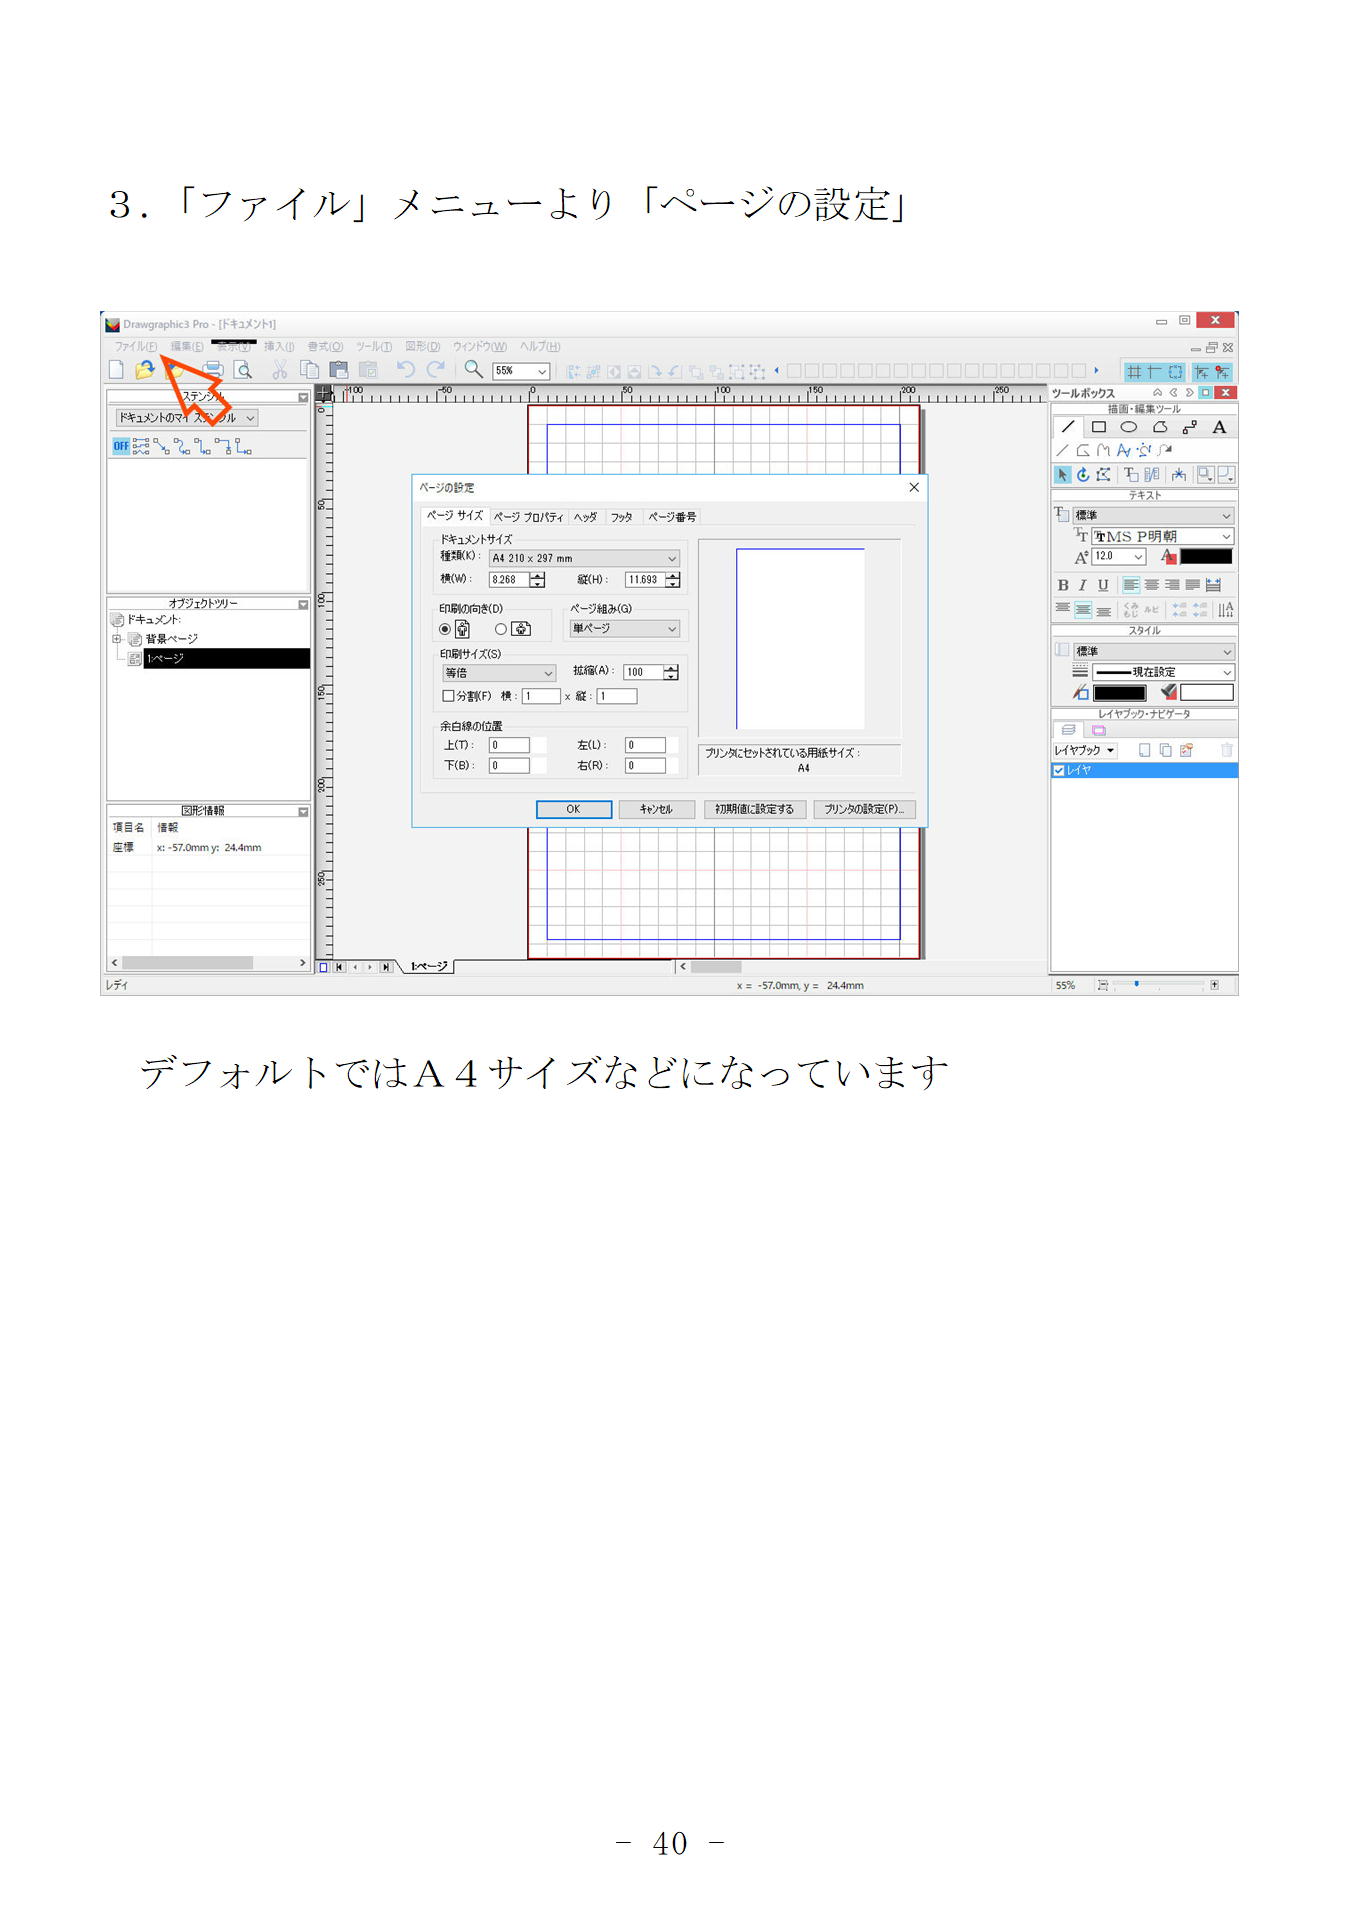 ３．「ファイル」メニューより「ページの設定」
Drawgraphic3 Pro - [ドキュメント1]
ファイル(F) 編集(E) 表示(V) 挿入(I) 書式(O) ツール(T) 図形(D) ウィンドウ(W) ヘルプ(H)
55%
ステンシル
ドキュメントのマイ ステンシル
OFF
オブジェクトツリー
ドキュメント:
背景ページ
1:ページ
図形情報
項目名 情報
座標 x: -57.0mm y: 24.4mm
-100 -50 0 50 100 150 200 250
0
50
100
150
200
250
ページの設定
ページ サイズ ページ プロパティ ヘッダ フッタ ページ番号
ドキュメントサイズ
種類(K): A4 210 x 297 mm
横(W): 8.268 縦(H): 11.693
印刷の向き(D) ページ組み(G)
単ページ
印刷サイズ(S)
等倍 拡縮(A): 100
分割(F) 横: 1 x 縦: 1
余白線の位置
上(T): 0 左(L): 0
下(B): 0 右(R): 0
プリンタにセットされている用紙サイズ:
A4
OK キャンセル 初期値に設定する プリンタの設定(P)...
1:ページ
ツールボックス
描画・編集ツール
A
テキスト
標準
MS P明朝
12.0
B I U
くみもじ ルビ
スタイル
標準
現在設定
レイヤブック・ナビゲータ
レイヤブック
レイヤ
レディ x = -57.0mm, y = 24.4mm 55%
デフォルトではＡ４サイズなどになっています
- 40 -